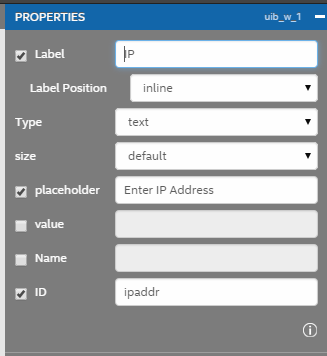 PROPERTIES uib_w_1
Label IP
Label Position inline
Type text
size default
placeholder Enter IP Address
value
Name
ID ipaddr